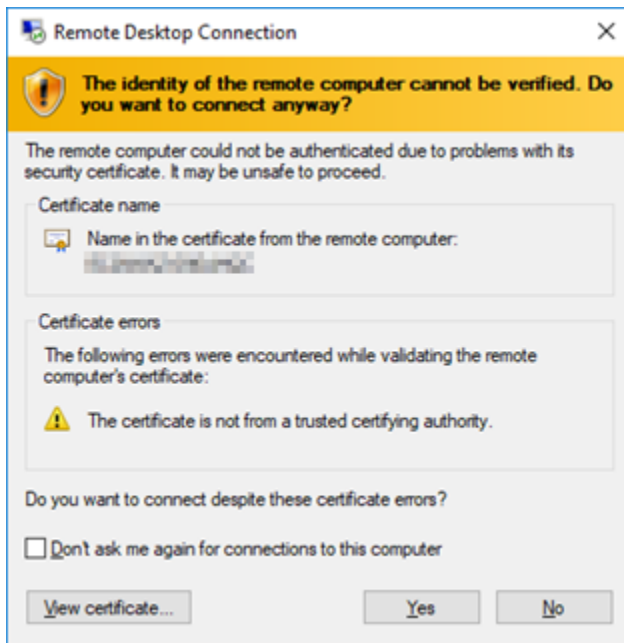 Remote Desktop Connection
The identity of the remote computer cannot be verified. Do
you want to connect anyway?
The remote computer could not be authenticated due to problems with its
security certificate. It may be unsafe to proceed.
Certificate name
Name in the certificate from the remote computer:
Certificate errors
The following errors were encountered while validating the remote
computer's certificate:
The certificate is not from a trusted certifying authority.
Do you want to connect despite these certificate errors?
Don't ask me again for connections to this computer
View certificate...
Yes
No